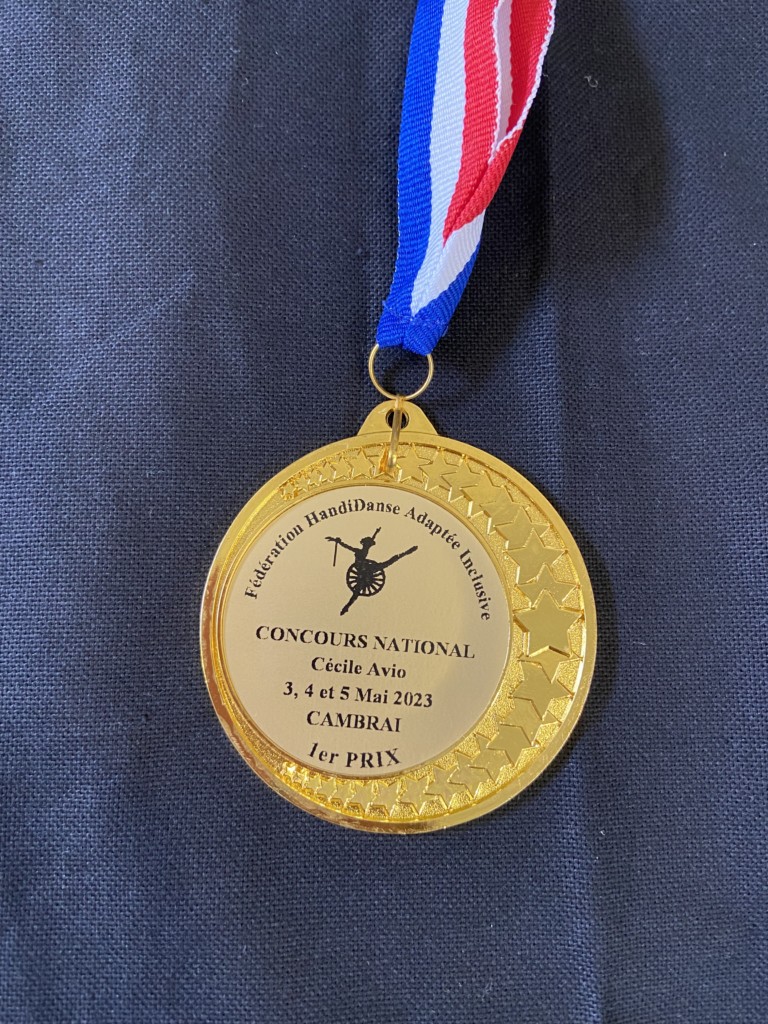 Fédération HandiDanse Adaptée Inclusive
CONCOURS NATIONAL
Cécile Avio
3, 4 et 5 Mai 2023
CAMBRAI
1er PRIX